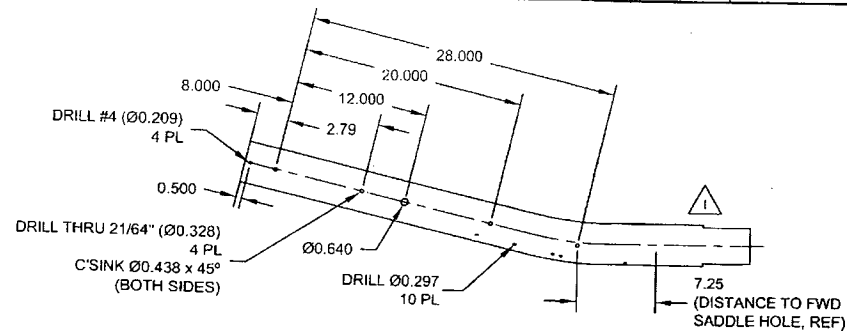 28.000
20.000
8.000
12.000
DRILL #4 (Ø0.209)
4 PL
2.79
0.500
DRILL THRU 21/64" (Ø0.328)
4 PL
C'SINK Ø0.438 x 45º
(BOTH SIDES)
Ø0.640
DRILL Ø0.297
10 PL
1
7.25
(DISTANCE TO FWD
SADDLE HOLE, REF)